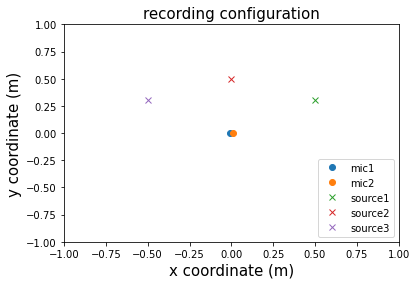 recording configuration
y coordinate (m)
1.00
0.75
0.50
0.25
0.00
−0.25
−0.50
−0.75
−1.00
mic1
mic2
source1
source2
source3
−1.00 −0.75 −0.50 −0.25 0.00 0.25 0.50 0.75 1.00
x coordinate (m)